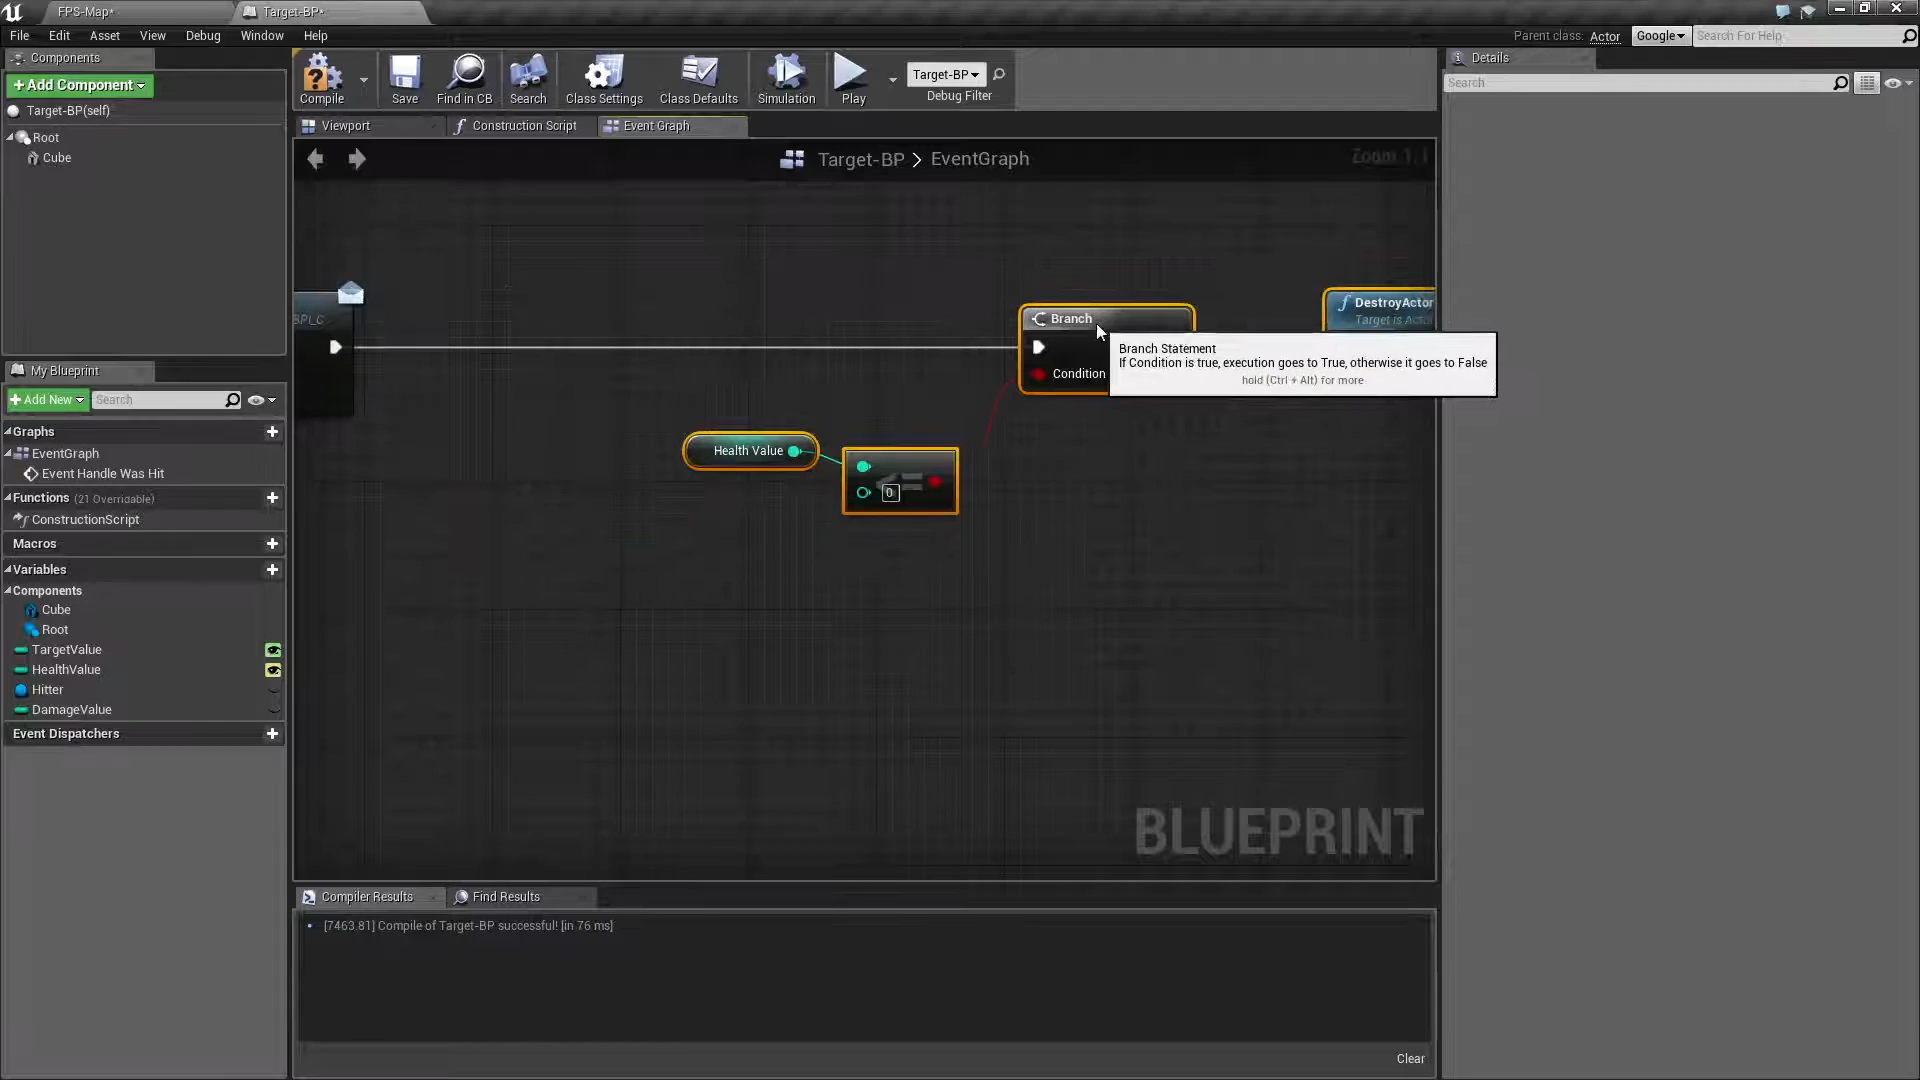 FPS-Map*
Target-BP*
File
Edit
Asset
View
Debug
Window
Help
Parent class:
Actor
Google
Search For Help
Components
Add Component
Target-BP(self)
Root
Cube
Compile
Save
Find in CB
Search
Class Settings
Class Defaults
Simulation
Play
Target-BP
Debug Filter
Details
Search
Viewport
Construction Script
Event Graph
Target-BP > EventGraph
Zoom 1:1
Branch
Condition
DestroyActor
Target is Actor
Branch Statement
If Condition is true, execution goes to True, otherwise it goes to False
hold (Ctrl + Alt) for more
Health Value
<=
0
BLUEPRINT
My Blueprint
Add New
Search
Graphs
EventGraph
Event Handle Was Hit
Functions (21 Overridable)
ConstructionScript
Macros
Variables
Components
Cube
Root
TargetValue
HealthValue
Hitter
DamageValue
Event Dispatchers
Compiler Results
Find Results
[7463.81] Compile of Target-BP successful! [in 76 ms]
Clear